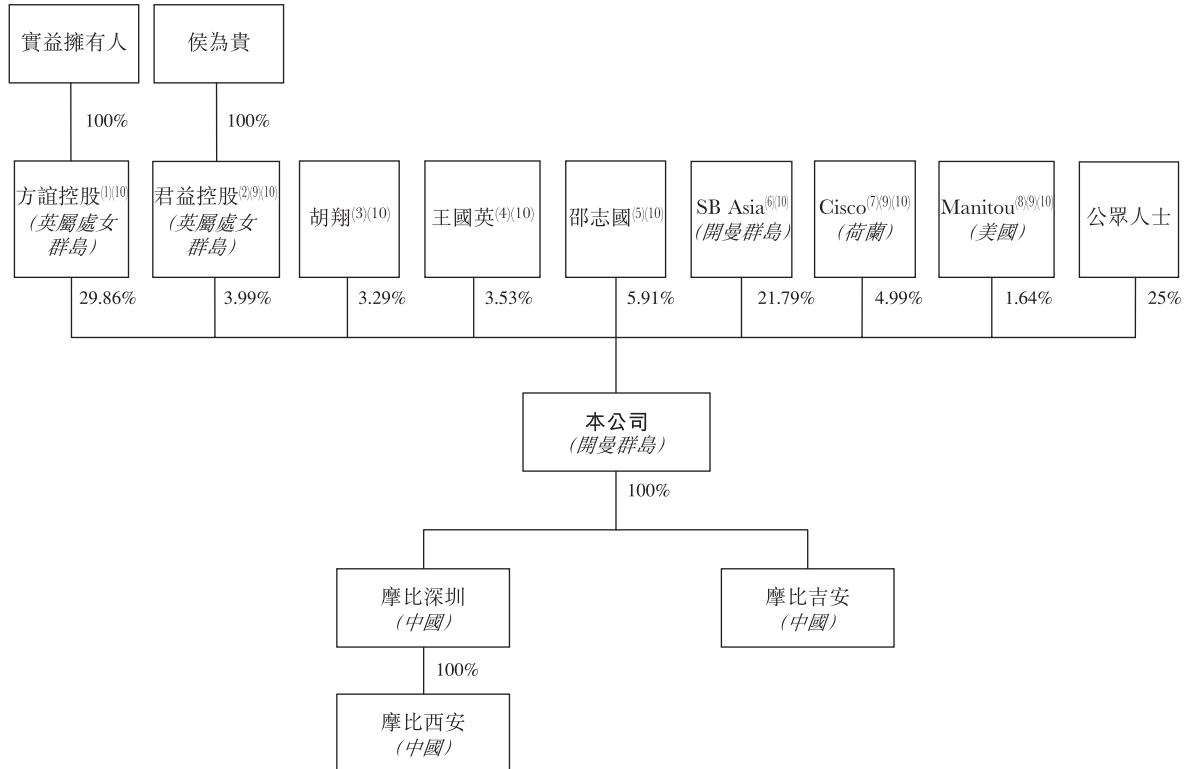 實益擁有人
侯為貴
100%
100%
方誼控股(1)(10)
(英屬處女
群島)
君益控股(2)(9)(10)
(英屬處女
群島)
胡翔(3)(10)
王國英(4)(10)
邵志國(5)(10)
SB Asia(6)(10)
(開曼群島)
Cisco(7)(9)(10)
(荷蘭)
Manitou(8)(9)(10)
(美國)
公眾人士
29.86%
3.99%
3.29%
3.53%
5.91%
21.79%
4.99%
1.64%
25%
本公司
(開曼群島)
100%
摩比深圳
(中國)
摩比吉安
(中國)
100%
摩比西安
(中國)